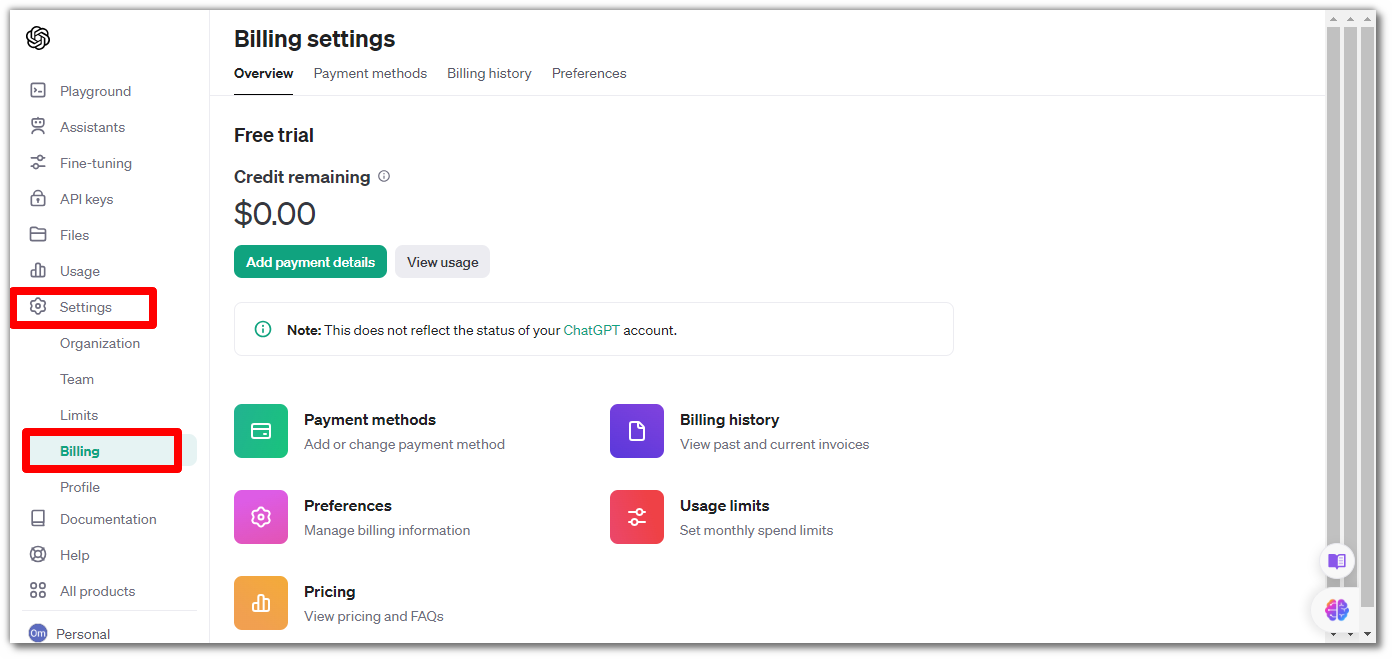 Billing settings
Overview Payment methods Billing history Preferences
Playground
Assistants
Fine-tuning
API keys
Files
Usage
Settings
Organization
Team
Limits
Billing
Profile
Documentation
Help
All products
Om Personal
Free trial
Credit remaining
$0.00
Add payment details View usage
Note: This does not reflect the status of your ChatGPT account.
Payment methods
Add or change payment method
Billing history
View past and current invoices
Preferences
Manage billing information
Usage limits
Set monthly spend limits
Pricing
View pricing and FAQs